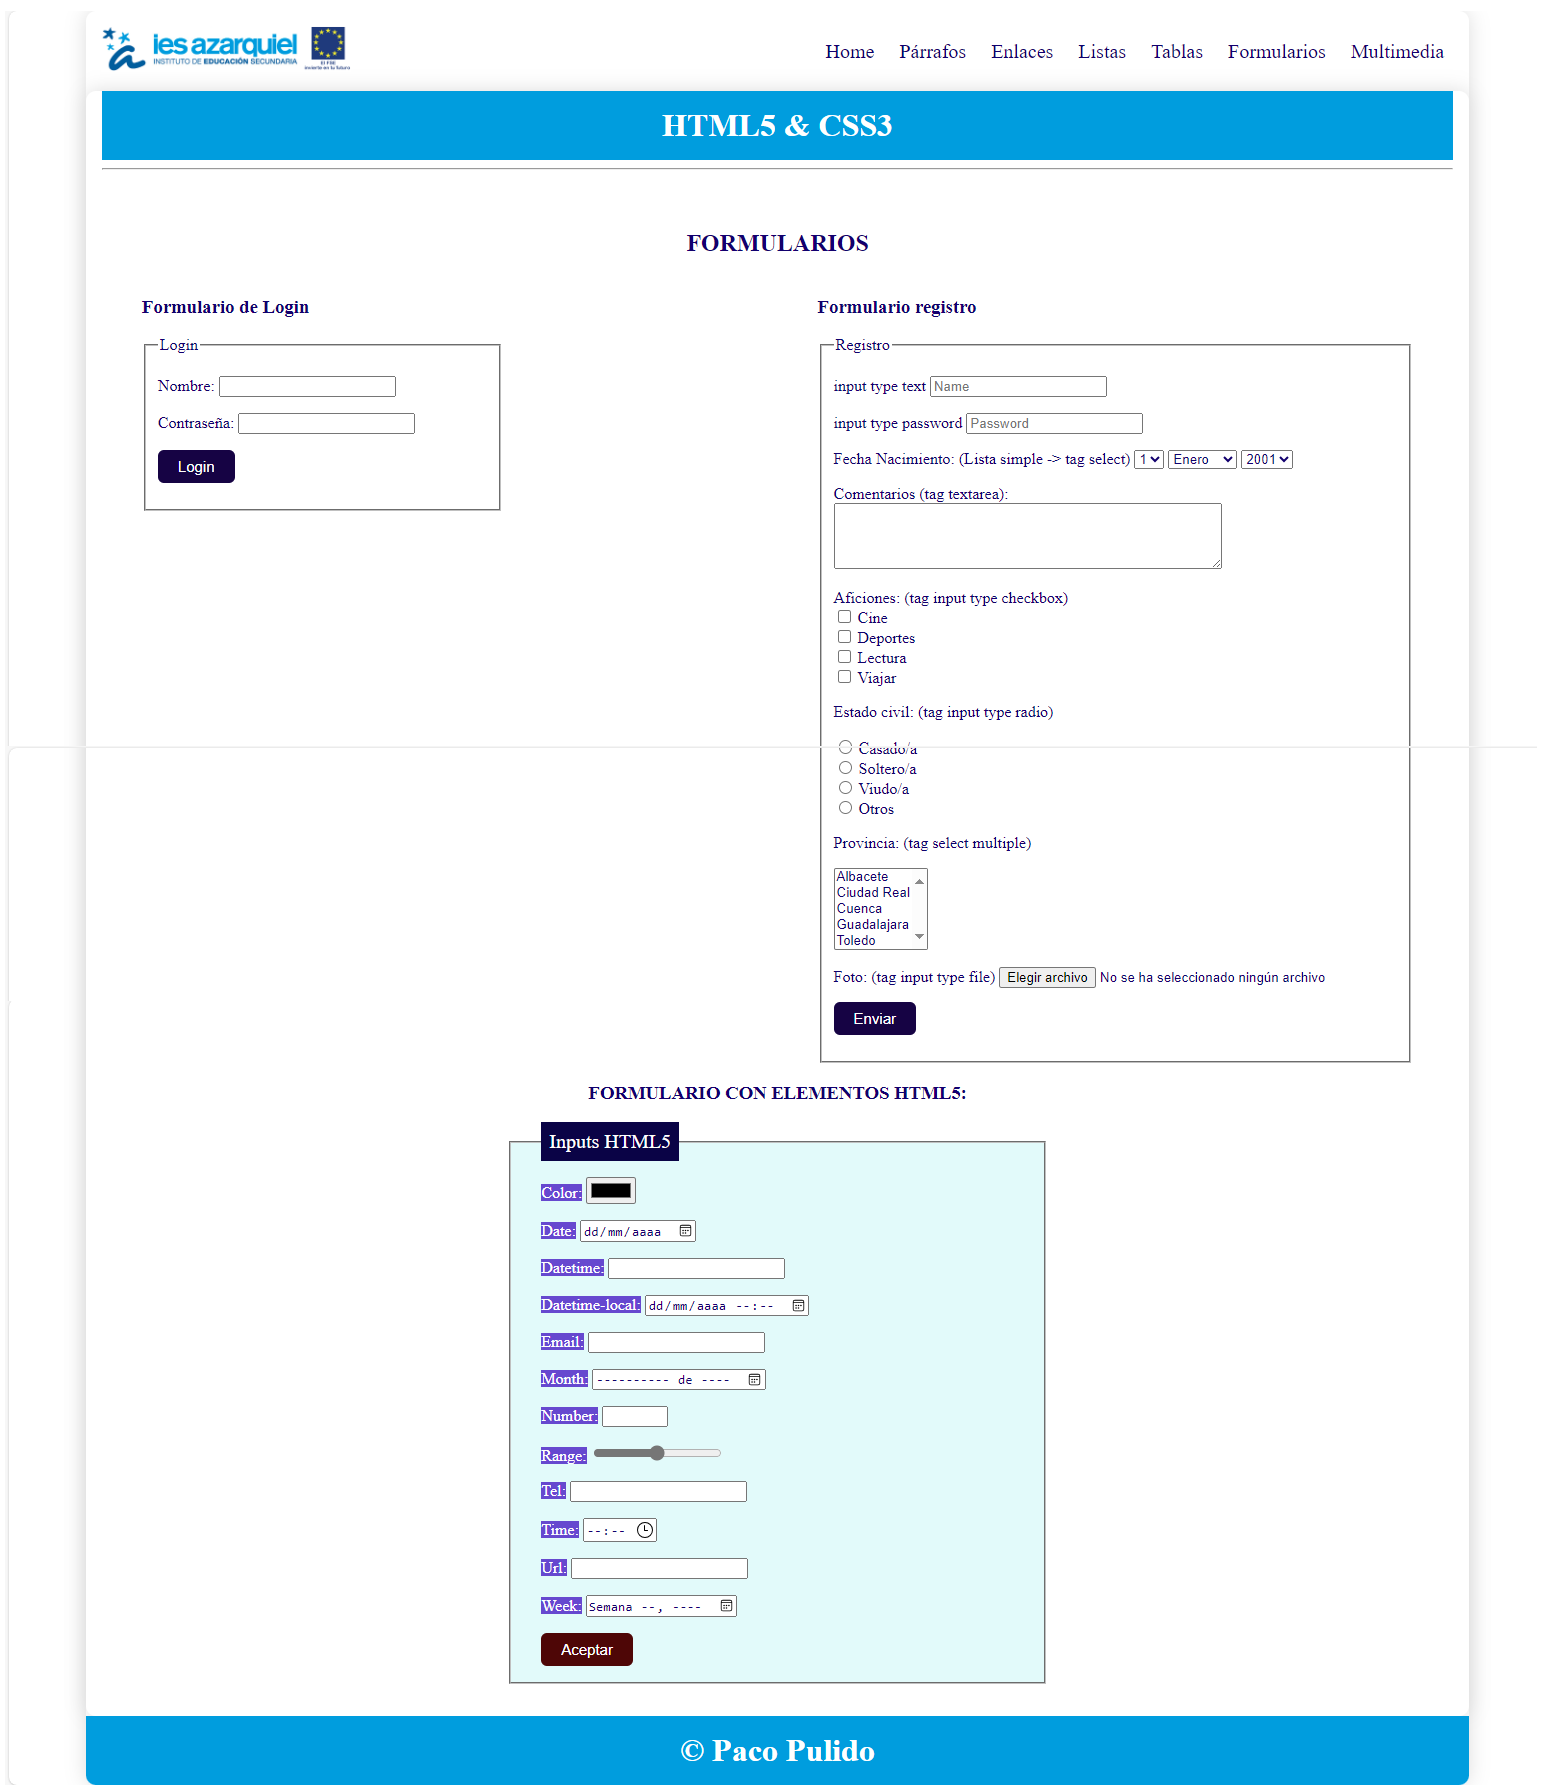 ies azarquiel
INSTITUTO DE EDUCACIÓN SECUNDARIA
El FSE
invierte en tu futuro
Home Párrafos Enlaces Listas Tablas Formularios Multimedia
HTML5 & CSS3
FORMULARIOS
Formulario de Login
Login
Nombre:
Contraseña:
Login
Formulario registro
Registro
input type text Name
input type password Password
Fecha Nacimiento: (Lista simple -> tag select) 1 Enero 2001
Comentarios (tag textarea):
Aficiones: (tag input type checkbox)
Cine
Deportes
Lectura
Viajar
Estado civil: (tag input type radio)
Casado/a
Soltero/a
Viudo/a
Otros
Provincia: (tag select multiple)
Albacete
Ciudad Real
Cuenca
Guadalajara
Toledo
Foto: (tag input type file) Elegir archivo No se ha seleccionado ningún archivo
Enviar
FORMULARIO CON ELEMENTOS HTML5:
Inputs HTML5
Color:
Date: dd/mm/aaaa
Datetime:
Datetime-local: dd/mm/aaaa --:--
Email:
Month: ---------- de ----
Number:
Range:
Tel:
Time: --:--
Url:
Week: Semana --, ----
Aceptar
© Paco Pulido